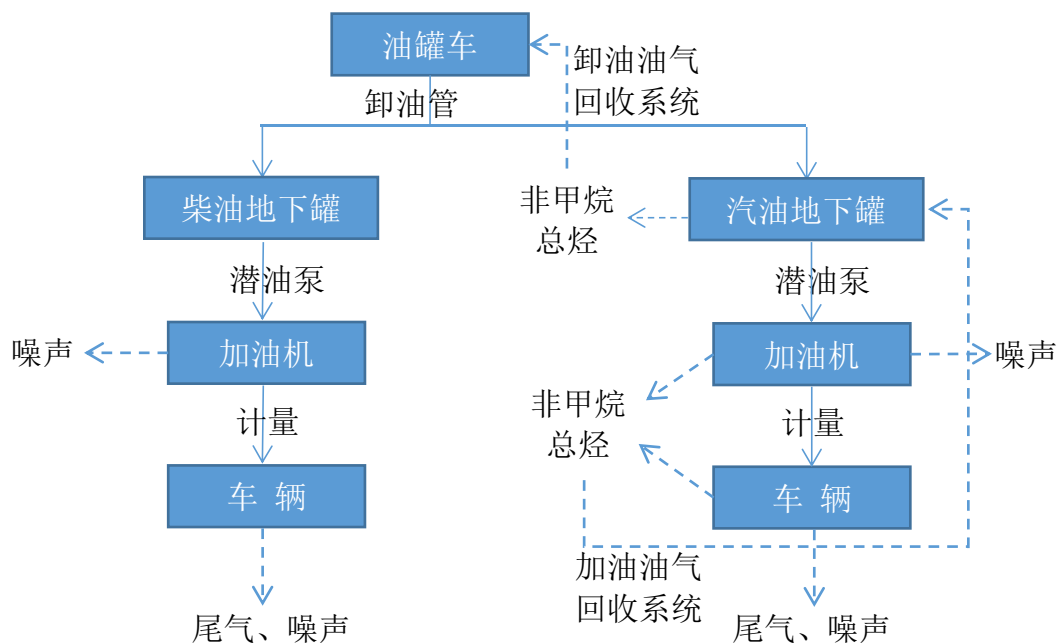 油罐车
卸油油气
回收系统
卸油管
柴油地下罐
非甲烷
总烃
汽油地下罐
潜油泵
潜油泵
噪声
加油机
加油机
噪声
非甲烷
总烃
计量
计量
车 辆
车 辆
加油油气
回收系统
尾气、噪声
尾气、噪声